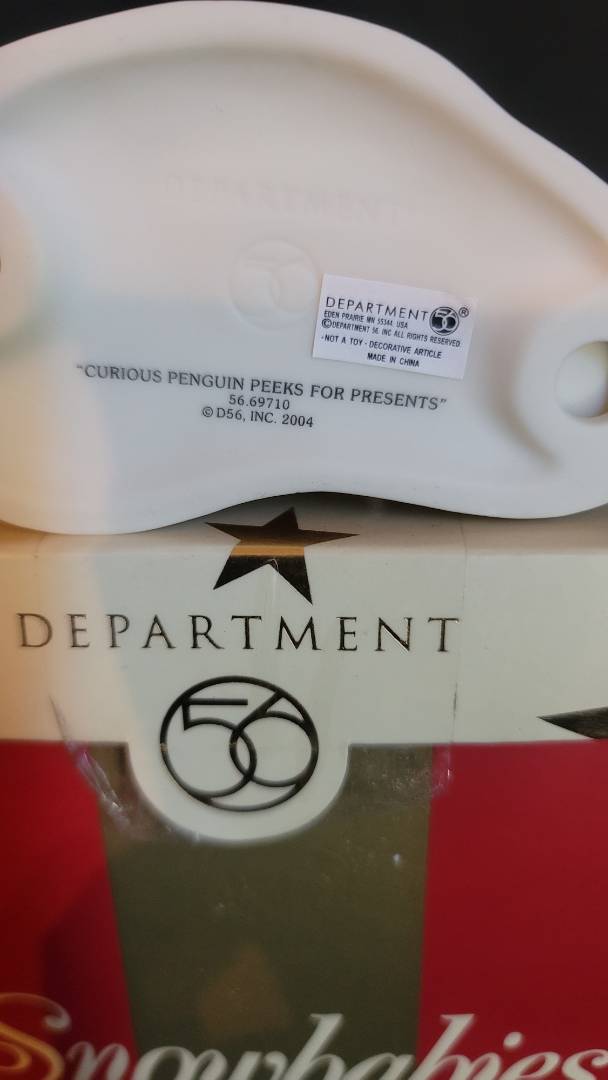 DEPARTMENT
56
DEPARTMENT 56®
EDEN PRAIRIE MN 55344, USA
©DEPARTMENT 56, INC ALL RIGHTS RESERVED
·NOT A TOY · DECORATIVE ARTICLE
MADE IN CHINA
“CURIOUS PENGUIN PEEKS FOR PRESENTS”
56.69710
© D56, INC. 2004
DEPARTMENT
56
Snowbabies